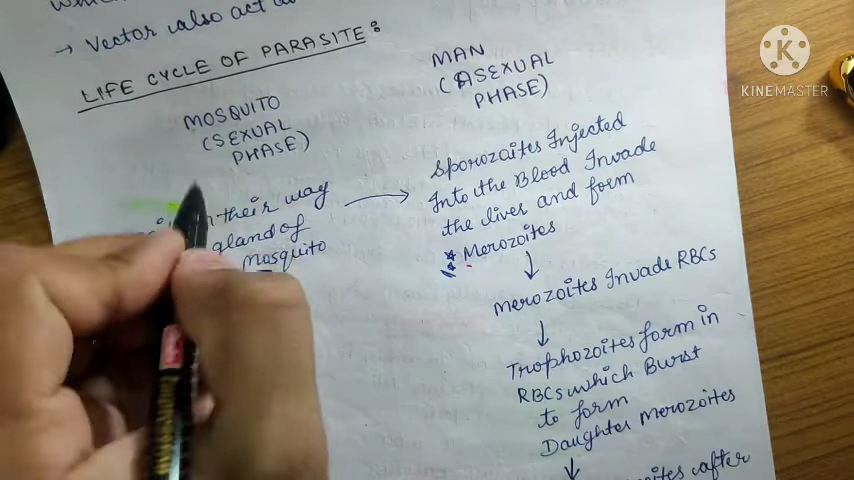 → Vector also act as
LIFE CYCLE OF PARASITE:
MOSQUITO
(SEXUAL
PHASE)
their way
gland of
mosquito
MAN
(ASEXUAL
PHASE)
Sporozoites Injected
Into the Blood Invade
the liver and form
* Merozoites
*
↓
Merozoites Invade RBCs
↓
Trophozoites form in
RBCs which Burst
to form
Daughter Merozoites
↓
after
KINEMASTER